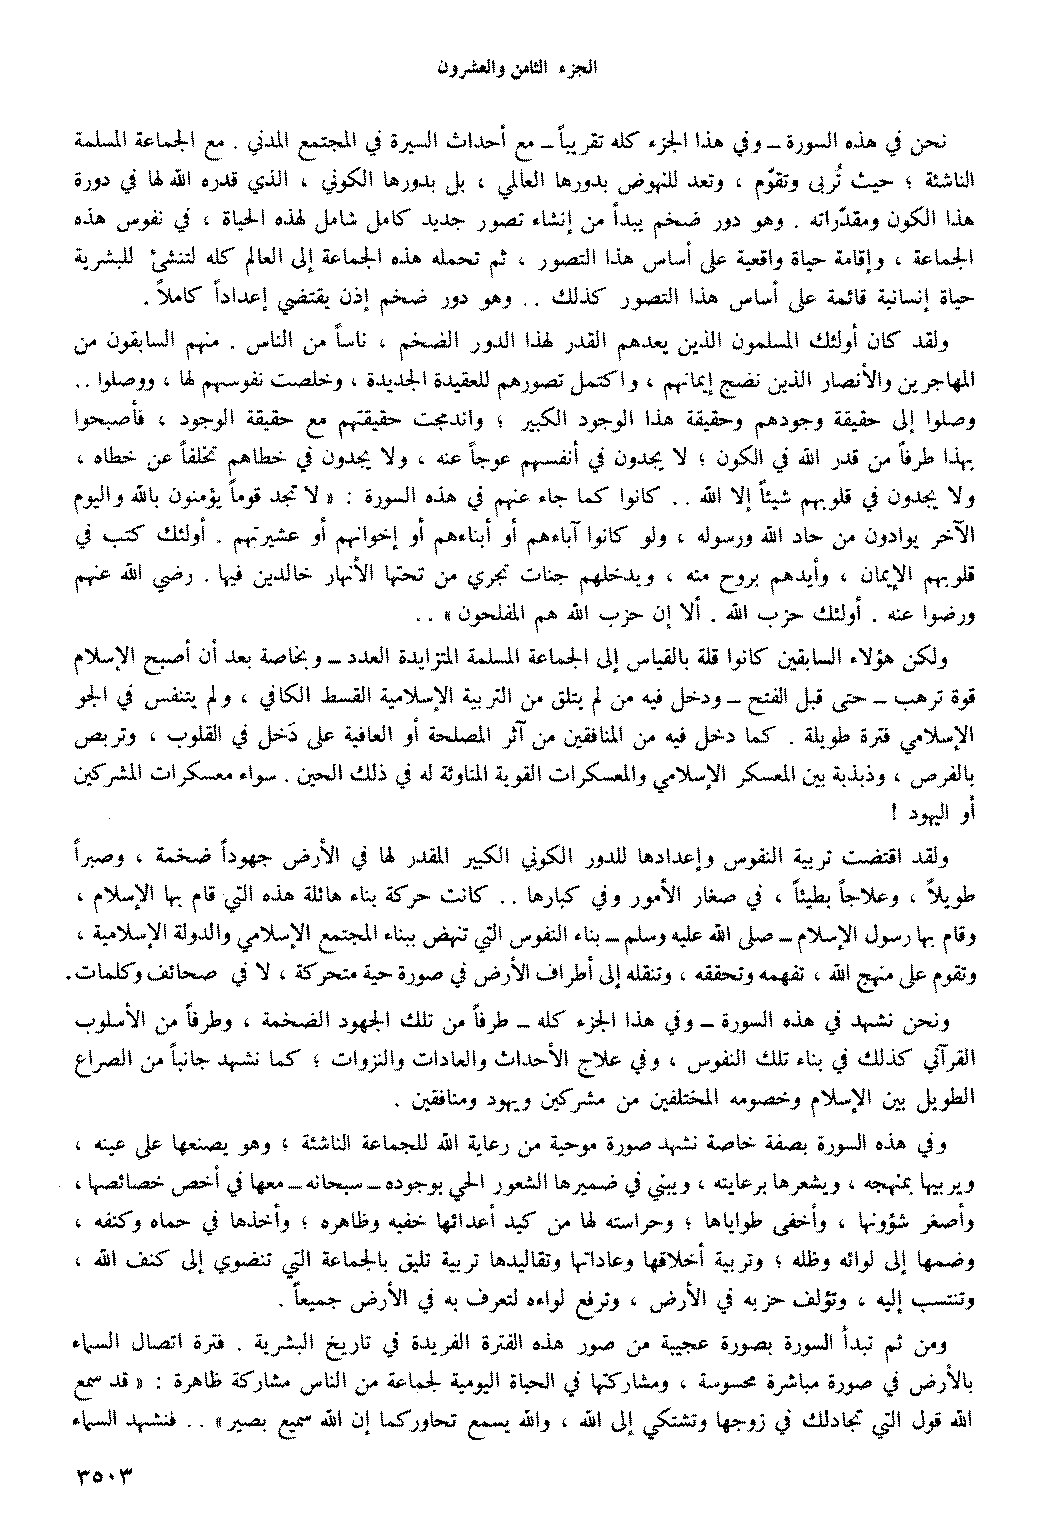 الجزء الثامن والعشرون
نحن في هذه السورة – وفي هذا الجزء كله تقريباً – مع أحداث السيرة في المجتمع المدني . مع الجماعة المسلمة
الناشئة ؛ حيث تُربى وتقوّم ، وتعد للنهوض بدورها العالمي ، بل بدورها الكوني ، الذي قدره الله لها في دورة
هذا الكون ومقدّراته . وهو دور ضخم يبدأ من إنشاء تصور جديد كامل شامل لهذه الحياة ، في نفوس هذه
الجماعة ، وإقامة حياة واقعية على أساس هذا التصور ، ثم تحمله هذه الجماعة إلى العالم كله لتنشئ للبشرية
حياة إنسانية قائمة على أساس هذا التصور كذلك .. وهو دور ضخم إذن يقتضي إعداداً كاملاً .
ولقد كان أولئك المسلمون الذين يعدهم القدر لهذا الدور الضخم ، ناساً من الناس . منهم السابقون من
المهاجرين والأنصار الذين نضج إيمانهم ، واكتمل تصورهم للعقيدة الجديدة ، وخلصت نفوسهم لها ، ووصلوا ..
وصلوا إلى حقيقة وجودهم وحقيقة هذا الوجود الكبير ؛ واندمجت حقيقتهم مع حقيقة الوجود ، فأصبحوا
بهذا طرفاً من قدر الله في الكون ؛ لا يجدون في أنفسهم عوجاً عنه ، ولا يجدون في خطاهم تخلفاً عن خطاه ،
ولا يجدون في قلوبهم شيئاً إلا الله .. كانوا كما جاء عنهم في هذه السورة : « لا تجد قوماً يؤمنون بالله واليوم
الآخر يوادون من حاد الله ورسوله ، ولو كانوا آباءهم أو أبناءهم أو إخوانهم أو عشيرتهم . أولئك كتب في
قلوبهم الإيمان ، وأيدهم بروح منه ، ويدخلهم جنات تجري من تحتها الأنهار خالدين فيها . رضي الله عنهم
ورضوا عنه . أولئك حزب الله . ألا إن حزب الله هم المفلحون » ..
ولكن هؤلاء السابقين كانوا قلة بالقياس إلى الجماعة المسلمة المتزايدة العدد – وبخاصة بعد أن أصبح الإسلام
قوة ترهب – حتى قبل الفتح – ودخل فيه من لم يتلق من التربية الإسلامية القسط الكافي ، ولم يتنفس في الجو
الإسلامي فترة طويلة . كما دخل فيه من المنافقين من آثر المصلحة أو العافية على دَخل في القلوب ، وتربص
بالفرص ، وذبذبة بين المعسكر الإسلامي والمعسكرات القوية المناوئة له في ذلك الحين . سواء معسكرات المشركين
أو اليهود !
ولقد اقتضت تربية النفوس وإعدادها للدور الكوني الكبير المقدر لها في الأرض جهوداً ضخمة ، وصبراً
طويلاً ، وعلاجاً بطيئاً ، في صغار الأمور وفي كبارها .. كانت حركة بناء هائلة هذه التي قام بها الإسلام ،
وقام بها رسول الإسلام – صلى الله عليه وسلم – بناء النفوس التي تنهض ببناء المجتمع الإسلامي والدولة الإسلامية ،
وتقوم على منهج الله ، تفهمه وتحققه ، وتنقله إلى أطراف الأرض في صورة حية متحركة ، لا في صحائف وكلمات .
ونحن نشهد في هذه السورة – وفي هذا الجزء كله – طرفاً من تلك الجهود الضخمة ، وطرفاً من الأسلوب
القرآني كذلك في بناء تلك النفوس ، وفي علاج الأحداث والعادات والنزوات ؛ كما نشهد جانباً من الصراع
الطويل بين الإسلام وخصومه المختلفين من مشركين ويهود ومنافقين .
وفي هذه السورة بصفة خاصة نشهد صورة موحية من رعاية الله للجماعة الناشئة ؛ وهو يصنعها على عينه ،
ويربيها بمنهجه ، ويشعرها برعايته ، ويبني في ضميرها الشعور الحي بوجوده – سبحانه – معها في أخص خصائصها ،
وأصغر شؤونها ، وأخفى طواياها ؛ وحراسته لها من كيد أعدائها خفيه وظاهره ؛ وأخذها في حماه وكنفه ،
وضمها إلى لوائه وظله ؛ وتربية أخلاقها وعاداتها وتقاليدها تربية تليق بالجماعة التي تنضوي إلى كنف الله ،
وتنتسب إليه ، وتؤلف حزبه في الأرض ، وترفع لواءه لتعرف به في الأرض جميعاً .
ومن ثم تبدأ السورة بصورة عجيبة من صور هذه الفترة الفريدة في تاريخ البشرية . فترة اتصال السماء
بالأرض في صورة مباشرة محسوسة ، ومشاركتها في الحياة اليومية لجماعة من الناس مشاركة ظاهرة : « قد سمع
الله قول التي تجادلك في زوجها وتشتكي إلى الله ، والله يسمع تحاوركما إن الله سميع بصير » .. فنشهد السماء
٣٥٠٣